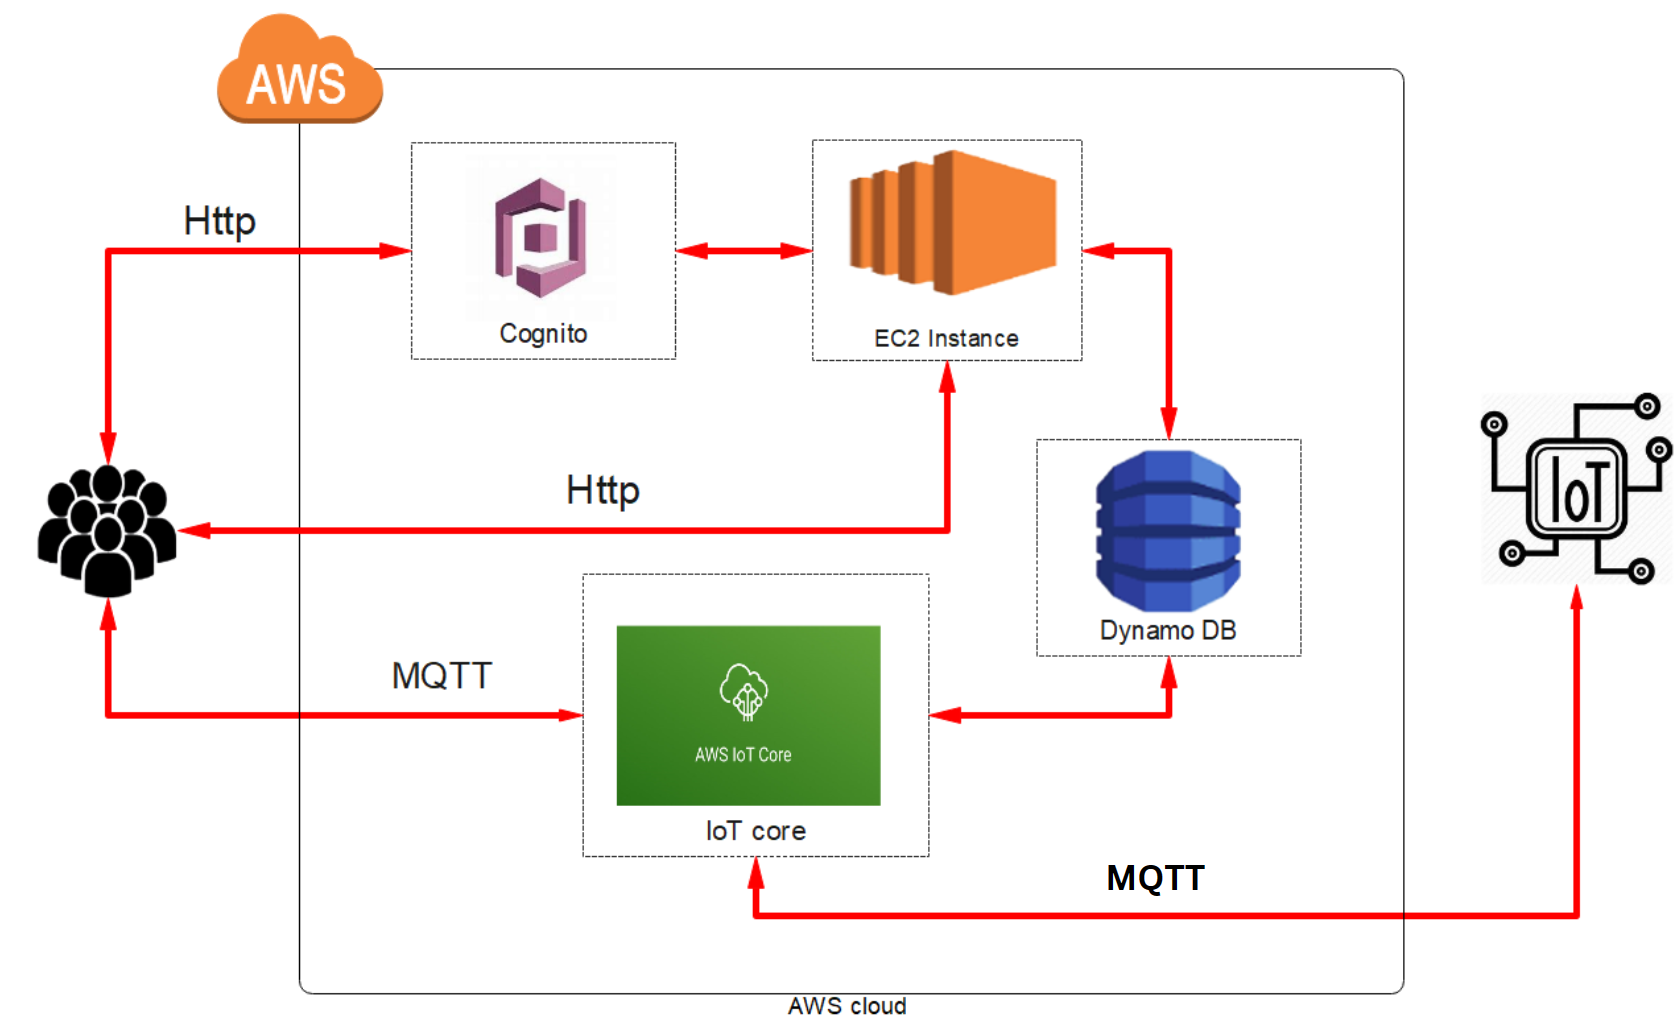 AWS
Http
Cognito
EC2 Instance
Http
IoT
Dynamo DB
MQTT
AWS IoT Core
IoT core
MQTT
AWS cloud